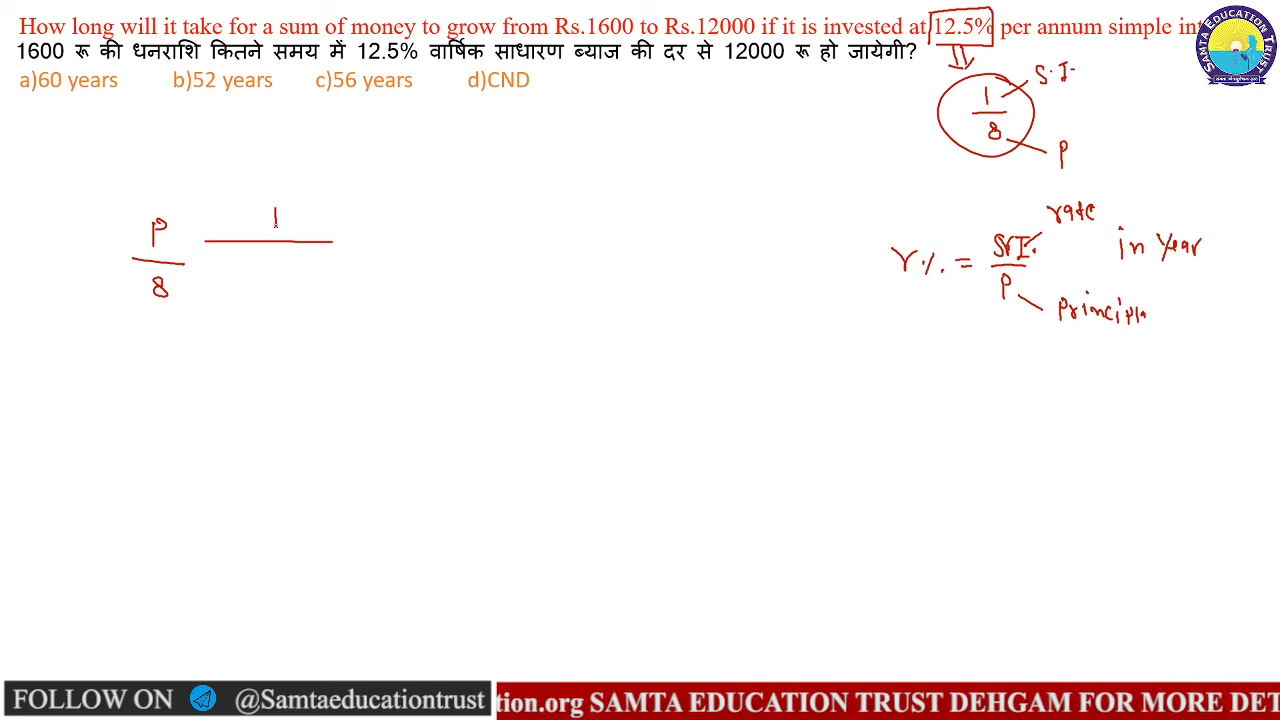 How long will it take for a sum of money to grow from Rs.1600 to Rs.12000 if it is invested at 12.5% per annum simple int
1600 रू की धनराशि कितने समय में 12.5% वार्षिक साधारण ब्याज की दर से 12000 रू हो जायेगी?
a)60 years b)52 years c)56 years d)CND
SAMTA EDUCATION TRUST
1 S.I.
8 P
P 1
8
r% = S.I. rate in year
P principle
FOLLOW ON @Samtaeducationtrust
tion.org SAMTA EDUCATION TRUST DEHGAM FOR MORE DET